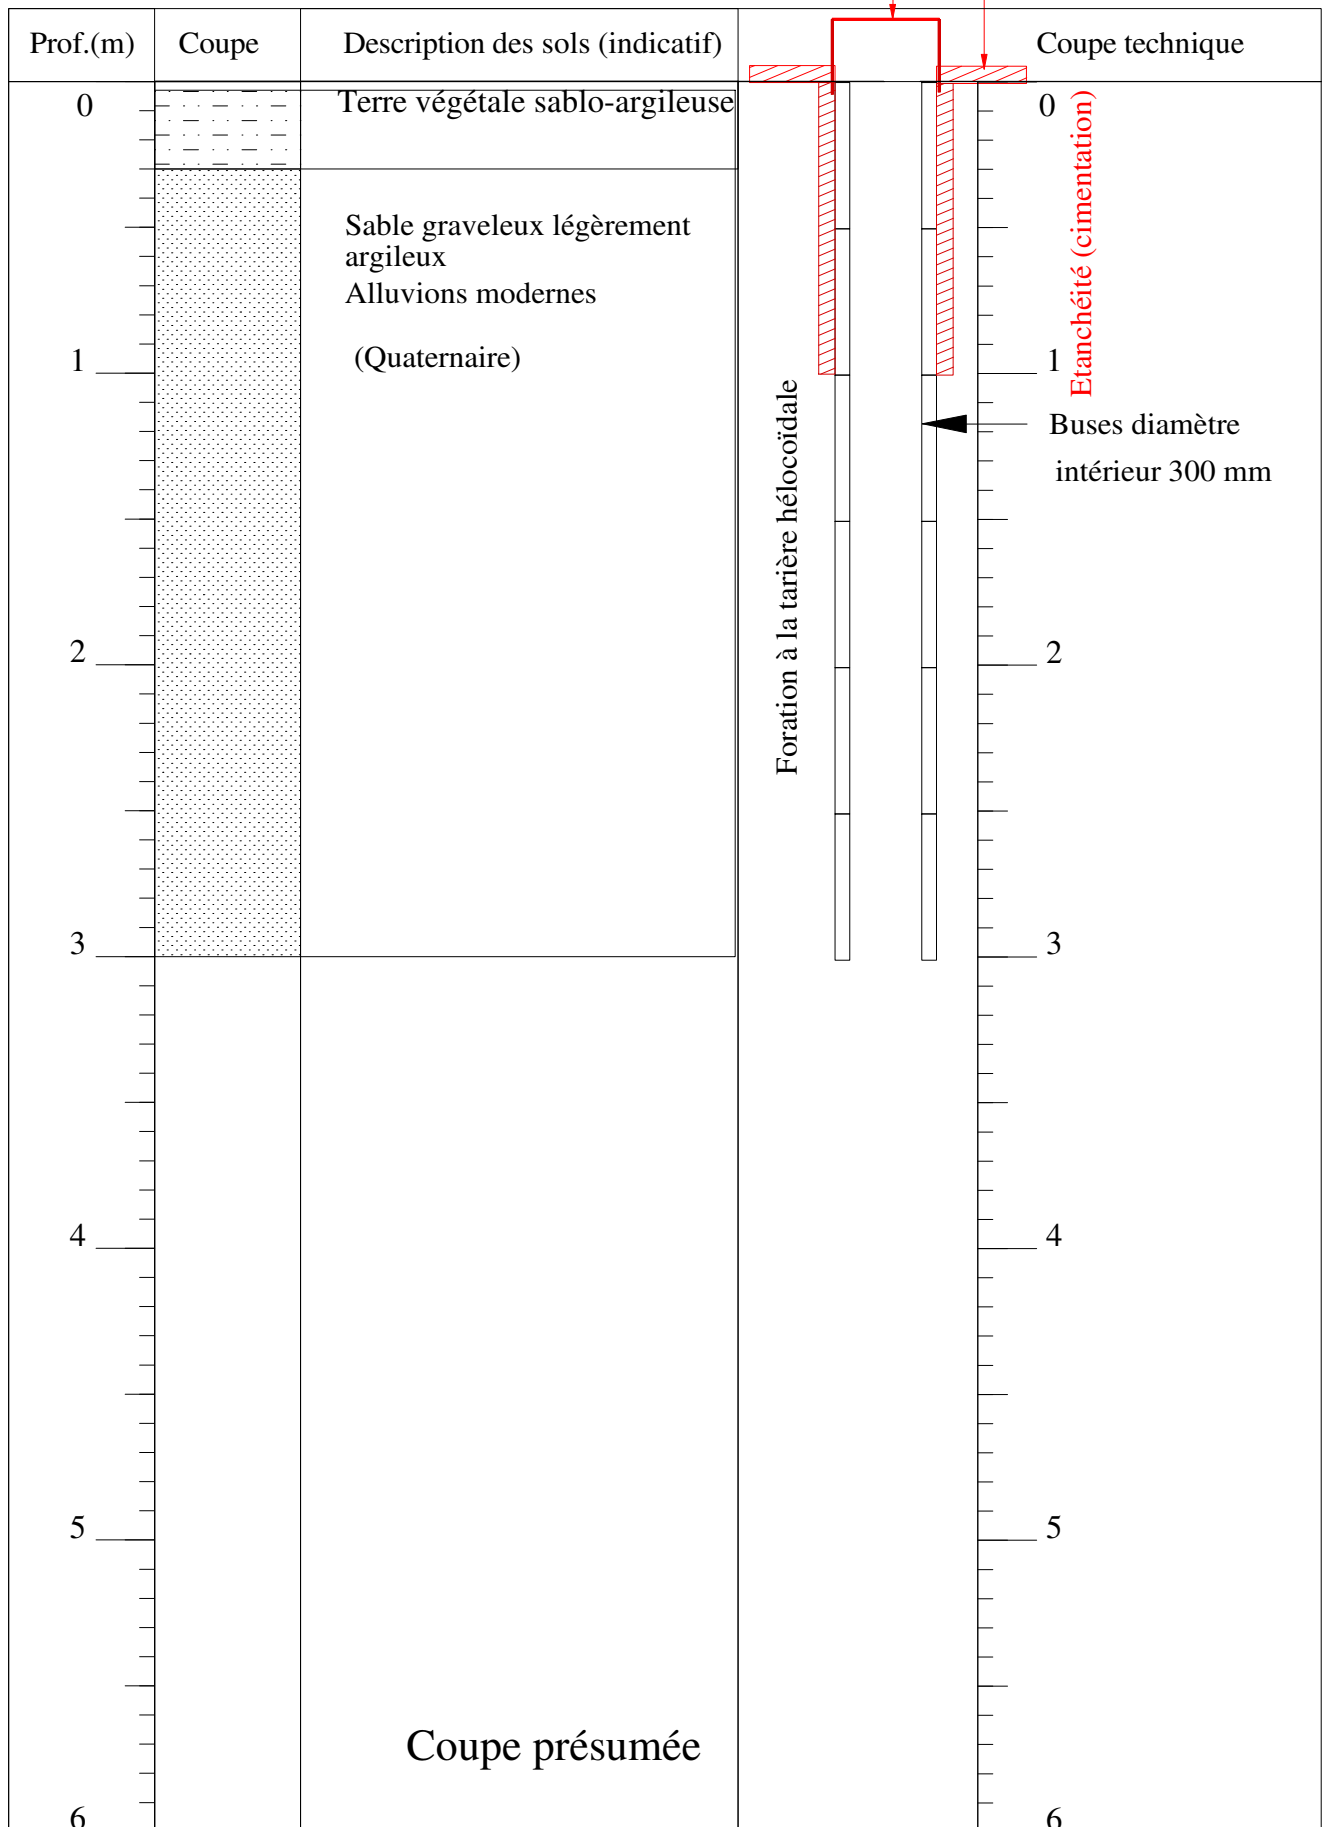 Prof.(m)
Coupe
Description des sols (indicatif)
Coupe technique
0
Terre végétale sablo-argileuse
0
Sable graveleux légèrement
argileux
Alluvions modernes
(Quaternaire)
Etanchéité (cimentation)
1
1
Foration à la tarière hélocoïdale
Buses diamètre
intérieur 300 mm
2
2
3
3
4
4
5
5
Coupe présumée
6
6